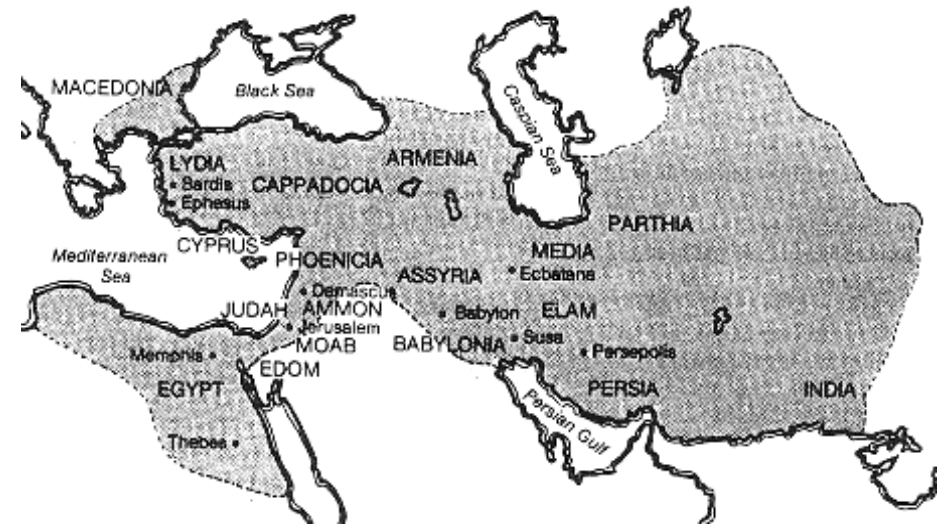 MACEDONIA
Black Sea
Caspian Sea
ARMENIA
LYDIA
Sardis
CAPPADOCIA
Ephesus
PARTHIA
CYPRUS
MEDIA
Mediterranean
Sea
PHOENICIA
Ecbatana
ASSYRIA
Damascus
JUDAH
AMMON
Babylon
ELAM
Jerusalem
MOAB
BABYLONIA
Susa
Memphis
Persepolis
EDOM
EGYPT
PERSIA
INDIA
Persian Gulf
Thebes